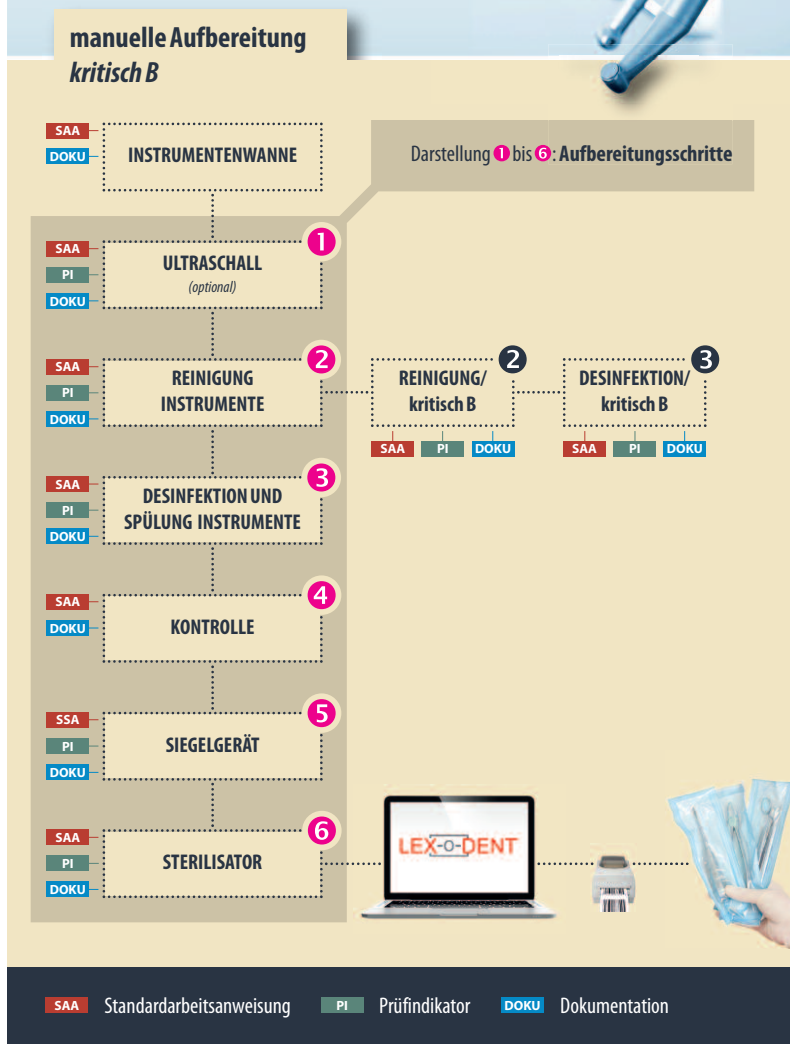 manuelle Aufbereitung
kritisch B
SAA
DOKU
INSTRUMENTENWANNE
Darstellung ❶ bis ❻: Aufbereitungsschritte
SAA
PI
DOKU
ULTRASCHALL
(optional)
❶
SAA
PI
DOKU
REINIGUNG
INSTRUMENTE
❷
REINIGUNG/
kritisch B
❷
SAA PI DOKU
DESINFEKTION/
kritisch B
❸
SAA PI DOKU
SAA
PI
DOKU
DESINFEKTION UND
SPÜLUNG INSTRUMENTE
❸
SAA
DOKU
KONTROLLE
❹
SSA
PI
DOKU
SIEGELGERÄT
❺
SAA
PI
DOKU
STERILISATOR
❻
LEX-O-DENT
SAA Standardarbeitsanweisung PI Prüfindikator DOKU Dokumentation